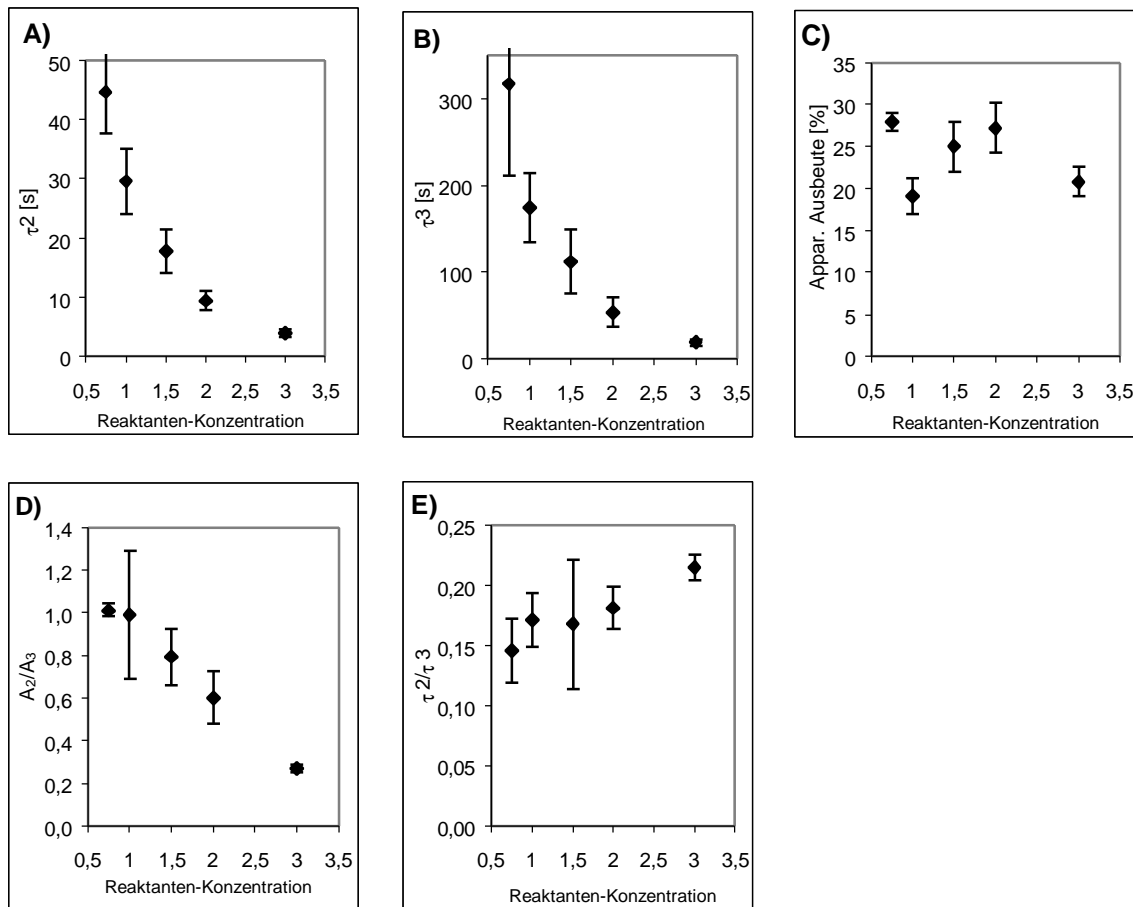 A)
50
40
30
20
10
0
τ2 [s]
0,5 1 1,5 2 2,5 3 3,5
Reaktanten-Konzentration
B)
300
200
100
0
τ3 [s]
0,5 1 1,5 2 2,5 3 3,5
Reaktanten-Konzentration
C)
35
30
25
20
15
10
5
0
Appar. Ausbeute [%]
0,5 1 1,5 2 2,5 3 3,5
Reaktanten-Konzentration
D)
1,4
1,2
1,0
0,8
0,6
0,4
0,2
0,0
A2/A3
0,5 1 1,5 2 2,5 3 3,5
Reaktanten-Konzentration
E)
0,25
0,20
0,15
0,10
0,05
0,00
τ 2/τ 3
0,5 1 1,5 2 2,5 3 3,5
Reaktanten-Konzentration